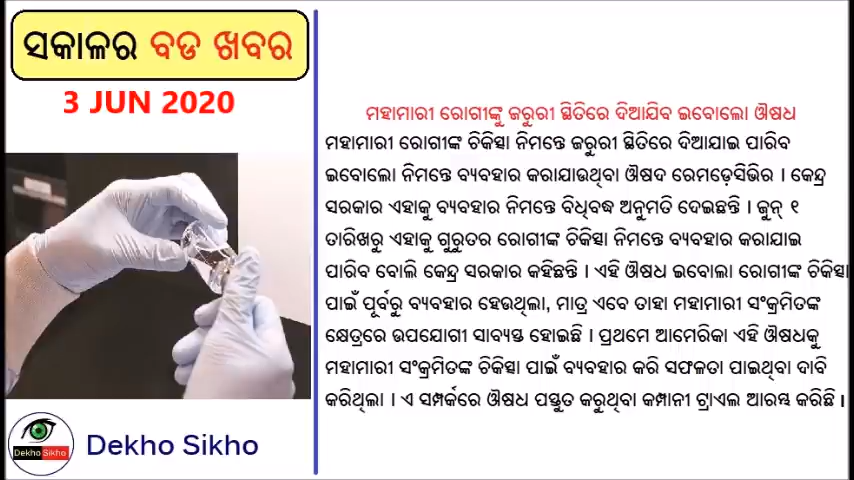 ସକାଳର ବଡ ଖବର
3 JUN 2020
ମହାମାରୀ ରୋଗୀଙ୍କୁ ଜରୁରୀ ସ୍ଥିତିରେ ଦିଆଯିବ ଇବୋଲୋ ଔଷଧ
ମହାମାରୀ ରୋଗୀଙ୍କ ଚିକିତ୍ସା ନିମନ୍ତେ ଜରୁରୀ ସ୍ଥିତିରେ ଦିଆଯାଇ ପାରିବ
ଇବୋଲୋ ନିମନ୍ତେ ବ୍ୟବହାର କରାଯାଉଥିବା ଔଷଦ ରେମଡ଼େସିଭିର । କେନ୍ଦ୍ର
ସରକାର ଏହାକୁ ବ୍ୟବହାର ନିମନ୍ତେ ବିଧିବଦ୍ଧ ଅନୁମତି ଦେଇଛନ୍ତି । ଜୁନ୍ ୧
ତାରିଖରୁ ଏହାକୁ ଗୁରୁତର ରୋଗୀଙ୍କ ଚିକିତ୍ସା ନିମନ୍ତେ ବ୍ୟବହାର କରାଯାଇ
ପାରିବ ବୋଲି କେନ୍ଦ୍ର ସରକାର କହିଛନ୍ତି । ଏହି ଔଷଧ ଇବୋଲା ରୋଗୀଙ୍କ ଚିକିତ୍ସା
ପାଇଁ ପୂର୍ବରୁ ବ୍ୟବହାର ହେଉଥିଲା, ମାତ୍ର ଏବେ ତାହା ମହାମାରୀ ସଂକ୍ରମିତଙ୍କ
କ୍ଷେତ୍ରରେ ଉପଯୋଗୀ ସାବ୍ୟସ୍ତ ହୋଇଛି । ପ୍ରଥମେ ଆମେରିକା ଏହି ଔଷଧକୁ
ମହାମାରୀ ସଂକ୍ରମିତଙ୍କ ଚିକିତ୍ସା ପାଇଁ ବ୍ୟବହାର କରି ସଫଳତା ପାଇଥିବା ଦାବି
କରିଥିଲା । ଏ ସମ୍ପର୍କରେ ଔଷଧ ପସ୍ତୁତ କରୁଥିବା କମ୍ପାନୀ ଟ୍ରାଏଲ ଆରମ୍ଭ କରିଛି ।
Dekho Sikho
Dekho Sikho